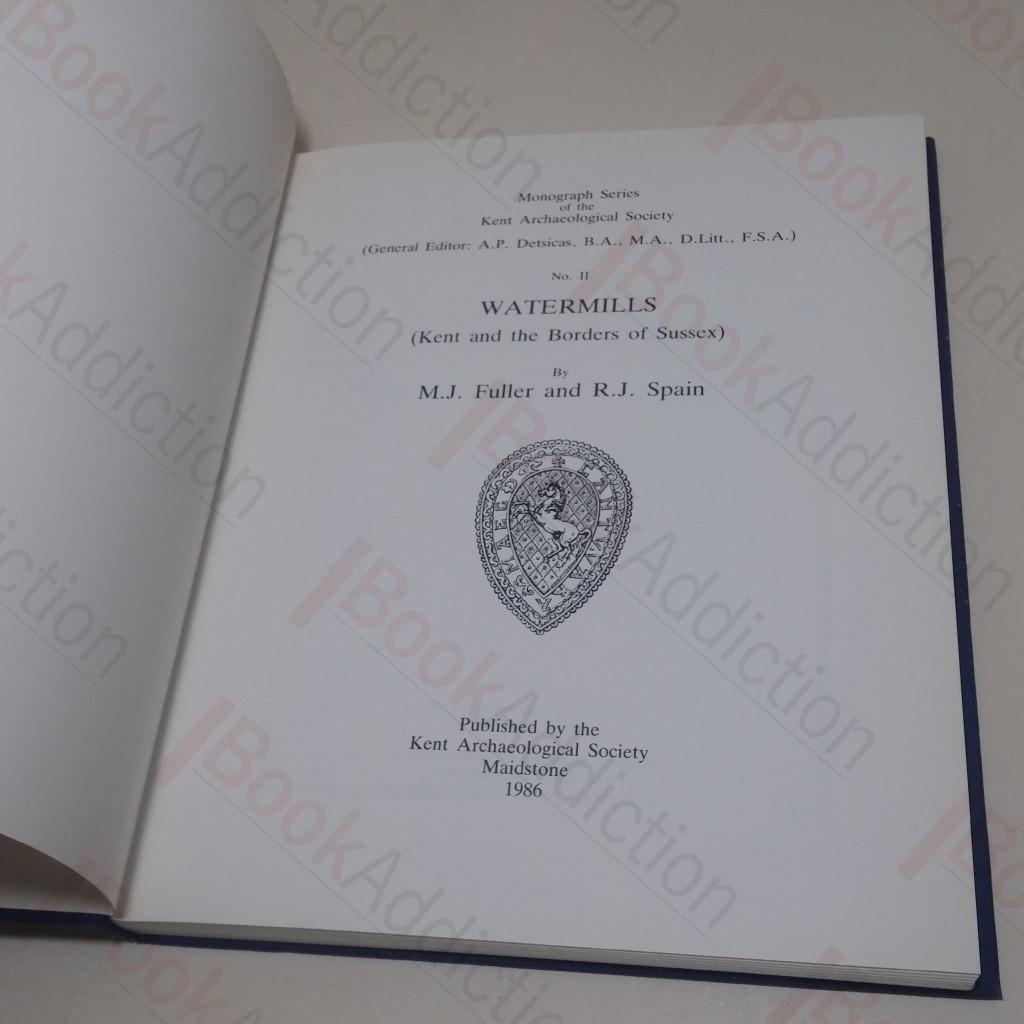 Monograph Series
of the
Kent Archaeological Society
(General Editor: A.P. Detsicas, B.A., M.A., D.Litt., F.S.A.)
No. II
WATERMILLS
(Kent and the Borders of Sussex)
By
M.J. Fuller and R.J. Spain
Published by the
Kent Archaeological Society
Maidstone
1986
BookAddiction